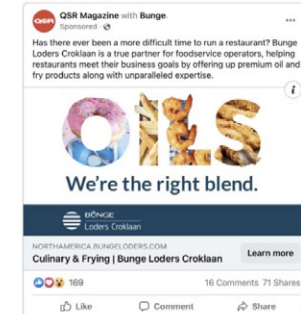 QSR Magazine with Bunge.
Sponsored ·
Has there ever been a more difficult time to run a restaurant? Bunge
Loders Croklaan is a true partner for foodservice operators, helping
restaurants meet their business goals by offering up premium oil and
fry products along with unparalleled expertise.
OILS
We're the right blend.
BUNGE
Loders Croklaan
NORTHAMERICA.BUNGELODERS.COM
Culinary & Frying | Bunge Loders Croklaan
Learn more
169
16 Comments 71 Shares
Like
Comment
Share
QSR